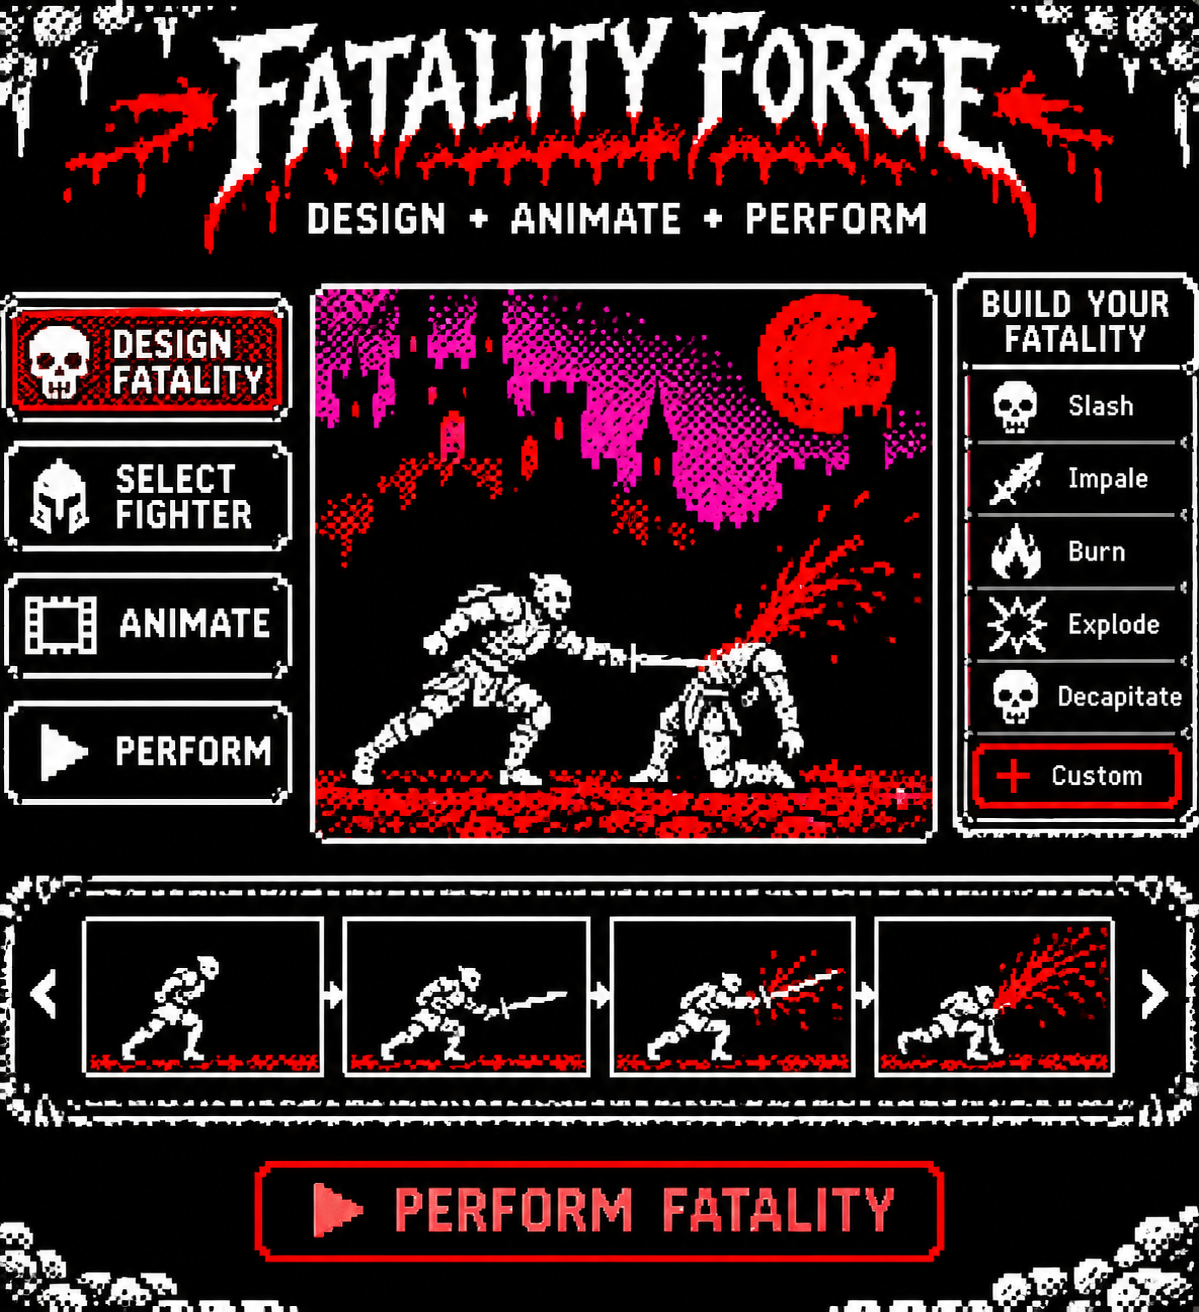 FATALITY FORGE
DESIGN + ANIMATE + PERFORM
DESIGN
FATALITY
SELECT
FIGHTER
ANIMATE
PERFORM
BUILD YOUR
FATALITY
Slash
Impale
Burn
Explode
Decapitate
+ Custom
PERFORM FATALITY